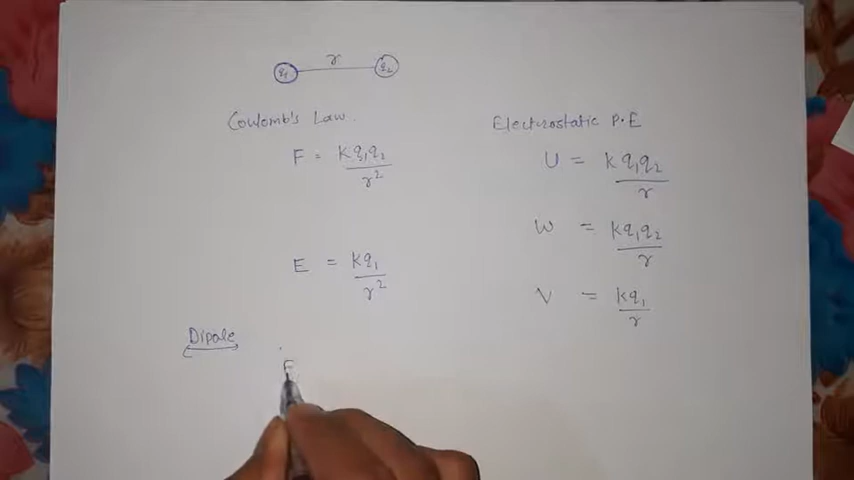 q₁ r q₂
Coulomb's Law.
F = Kq₁q₂/r²
E = Kq₁/r²
Electrostatic P.E
U = Kq₁q₂/r
W = Kq₁q₂/r
V = Kq₁/r
Dipole